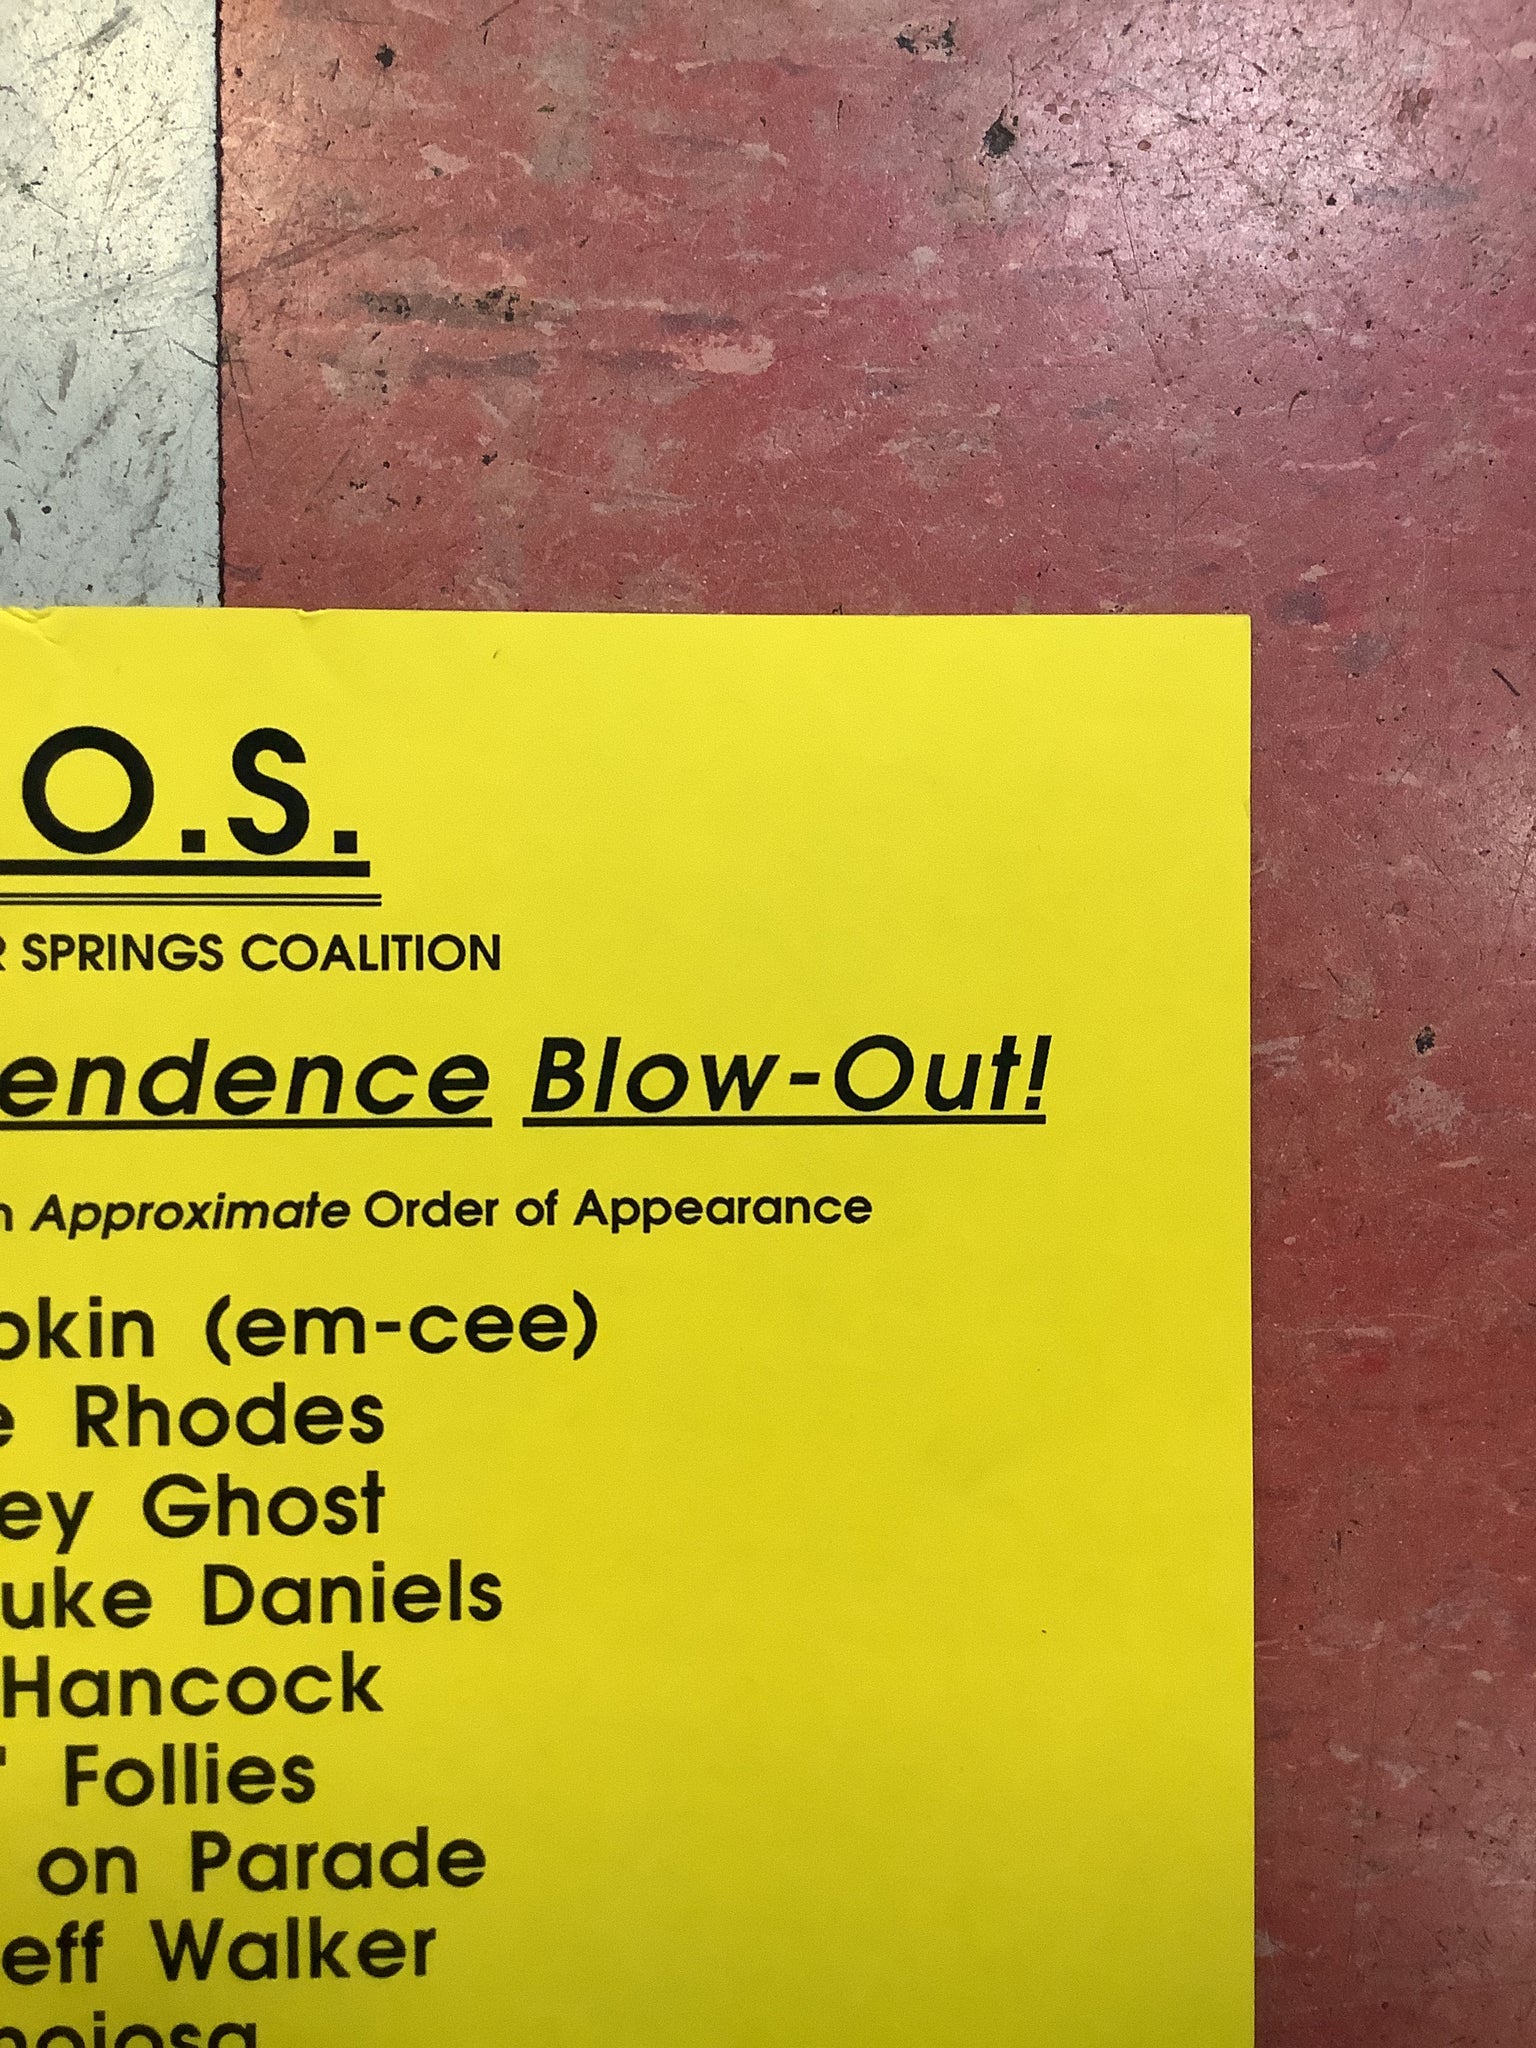 O.S.
SPRINGS COALITION
endence Blow-Out!
Approximate Order of Appearance
okin (em-cee)
e Rhodes
ey Ghost
uke Daniels
Hancock
Follies
on Parade
eff Walker